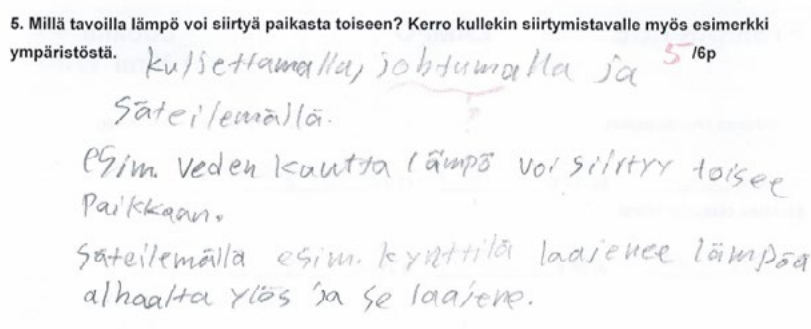 5. Millä tavoilla lämpö voi siirtyä paikasta toiseen? Kerro kullekin siirtymistavalle myös esimerkki
ympäristöstä.
5 /6p
kuljettamalla, johtumalla ja
Säteilemällä.
esim. Veden kautta lämpö voi siirtyy toisee
Paikkaan.
Säteilemällä esim. kynttilä laajenee lämpöä
alhaalta ylös ja se laajene.